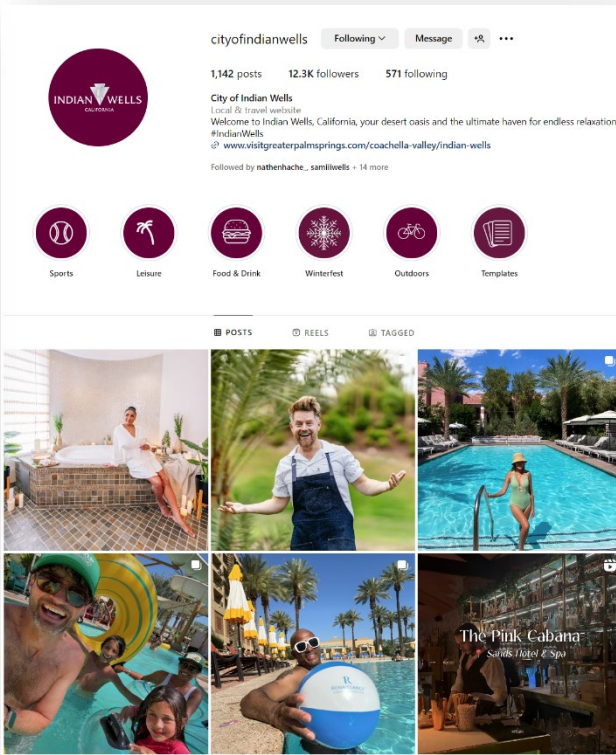 cityofindianwells Following Message
1,142 posts 12.3K followers 571 following
INDIAN WELLS
CALIFORNIA
City of Indian Wells
Local & travel website
Welcome to Indian Wells, California, your desert oasis and the ultimate haven for endless relaxation
#IndianWells
www.visitgreaterpalmsprings.com/coachella-valley/indian-wells
Followed by nathenhache_, samiiiwells + 14 more
Sports Leisure Food & Drink Winterfest Outdoors Templates
POSTS REELS TAGGED
R
RENAISSANCE
The Pink Cabana
Sands Hotel & Spa